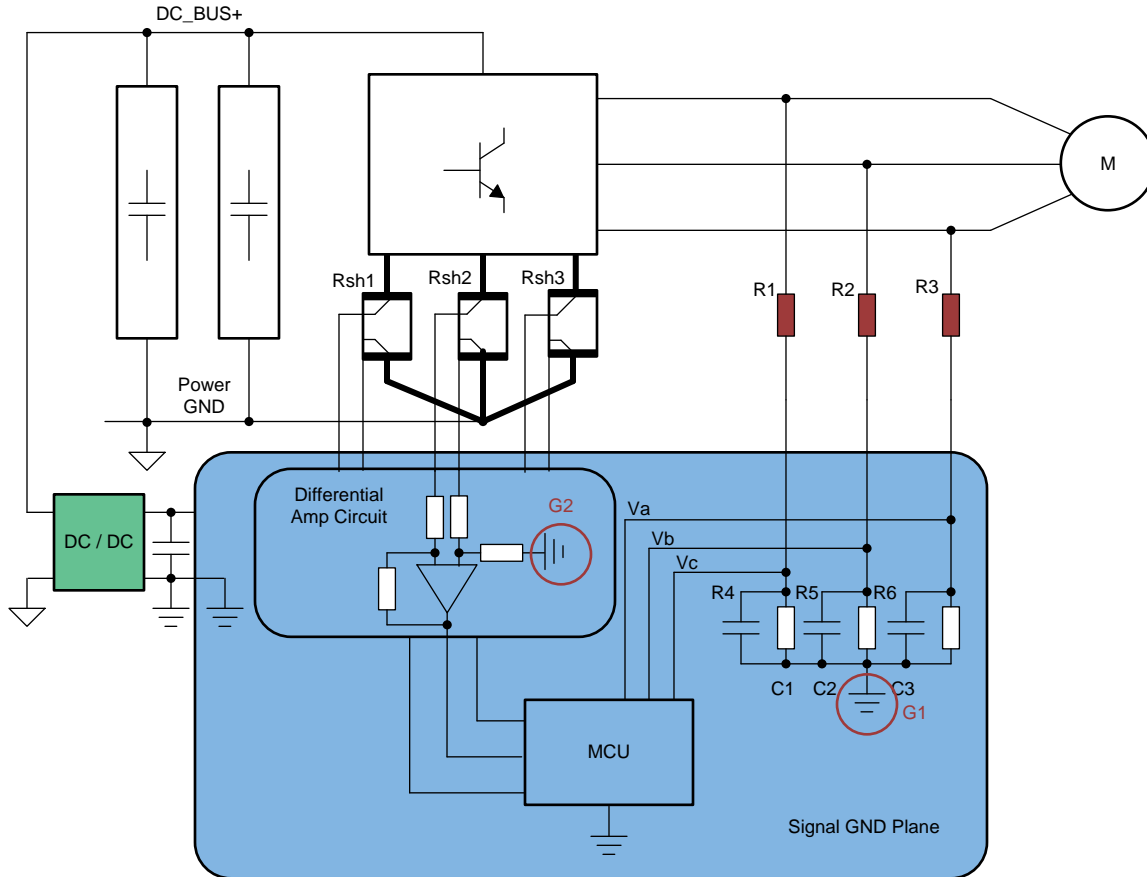 DC_BUS+
M
Rsh1
Rsh2
Rsh3
R1
R2
R3
Power
GND
Differential
Amp Circuit
G2
DC / DC
Va
Vb
Vc
R4
R5
R6
C1
C2
C3
G1
MCU
Signal GND Plane